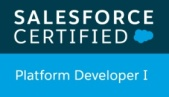 SALESFORCE
CERTIFIED
Platform Developer I